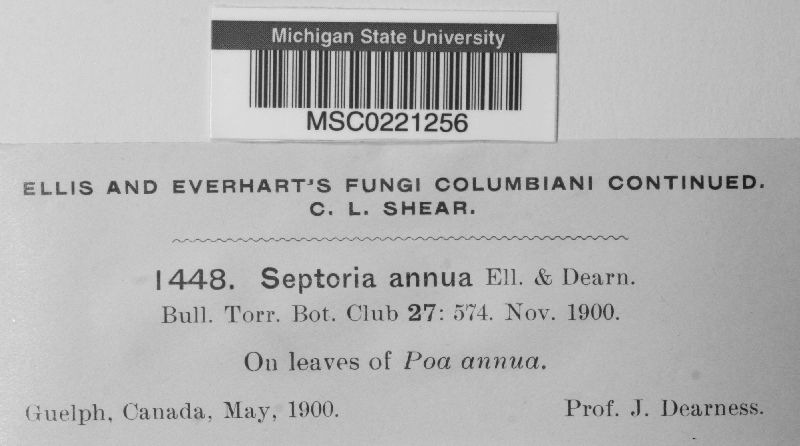 Michigan State University
MSC0221256
ELLIS AND EVERHART'S FUNGI COLUMBIANI CONTINUED.
C. L. SHEAR.
1448. Septoria annua Ell. & Dearn.
Bull. Torr. Bot. Club 27: 574. Nov. 1900.
On leaves of Poa annua.
Guelph, Canada, May, 1900. Prof. J. Dearness.